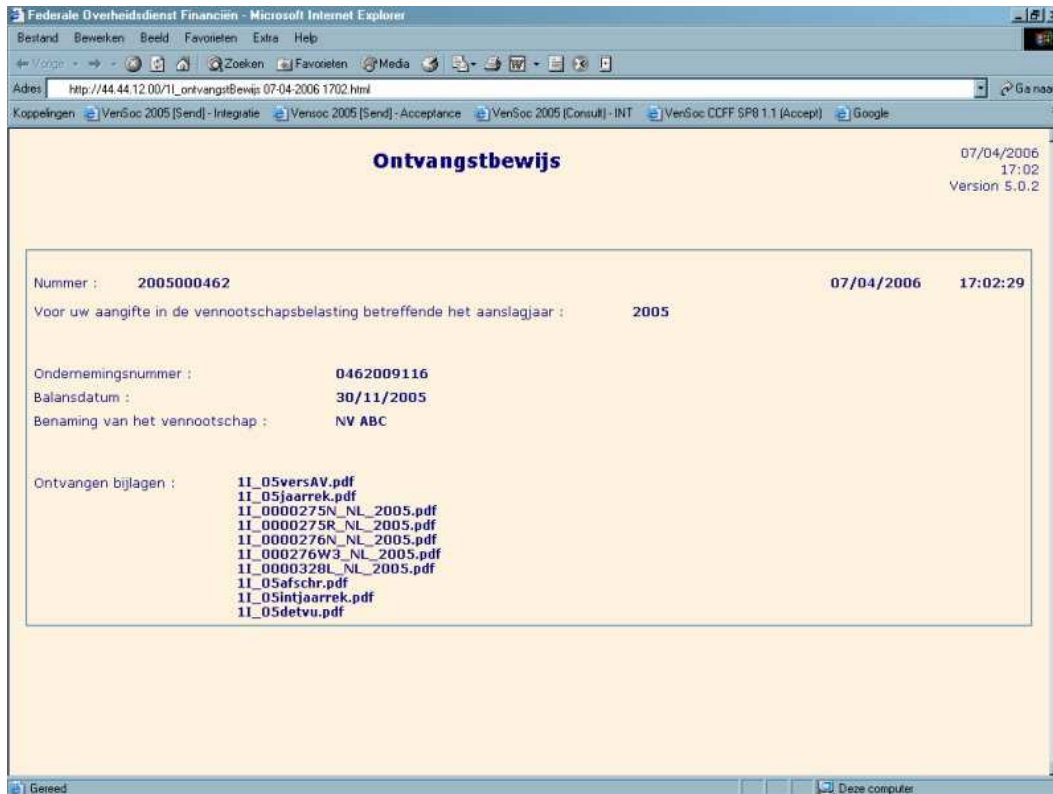 Federale Overheidsdienst Financiën - Microsoft Internet Explorer
Bestand Bewerken Beeld Favorieten Extra Help
Vorige Zoeken Favorieten Media
Adres http://44.44.12.00/1I_ontvangstBewijs 07-04-2006 1702.html Ga naar
Koppelingen VenSoc 2005 [Send] - Integratie Vensoc 2005 [Send] - Acceptance VenSoc 2005 [Consult] - INT VenSoc CCFF SP8 1.1 (Accept) Google
Ontvangstbewijs
07/04/2006
17:02
Version 5.0.2
Nummer : 2005000462 07/04/2006 17:02:29
Voor uw aangifte in de vennootschapsbelasting betreffende het aanslagjaar : 2005
Ondernemingsnummer : 0462009116
Balansdatum : 30/11/2005
Benaming van het vennootschap : NV ABC
Ontvangen bijlagen : 1I_05versAV.pdf
1I_05jaarrek.pdf
1I_0000275N_NL_2005.pdf
1I_0000275R_NL_2005.pdf
1I_0000276N_NL_2005.pdf
1I_000276W3_NL_2005.pdf
1I_0000328L_NL_2005.pdf
1I_05afschr.pdf
1I_05intjaarrek.pdf
1I_05detvu.pdf
Gereed Deze computer